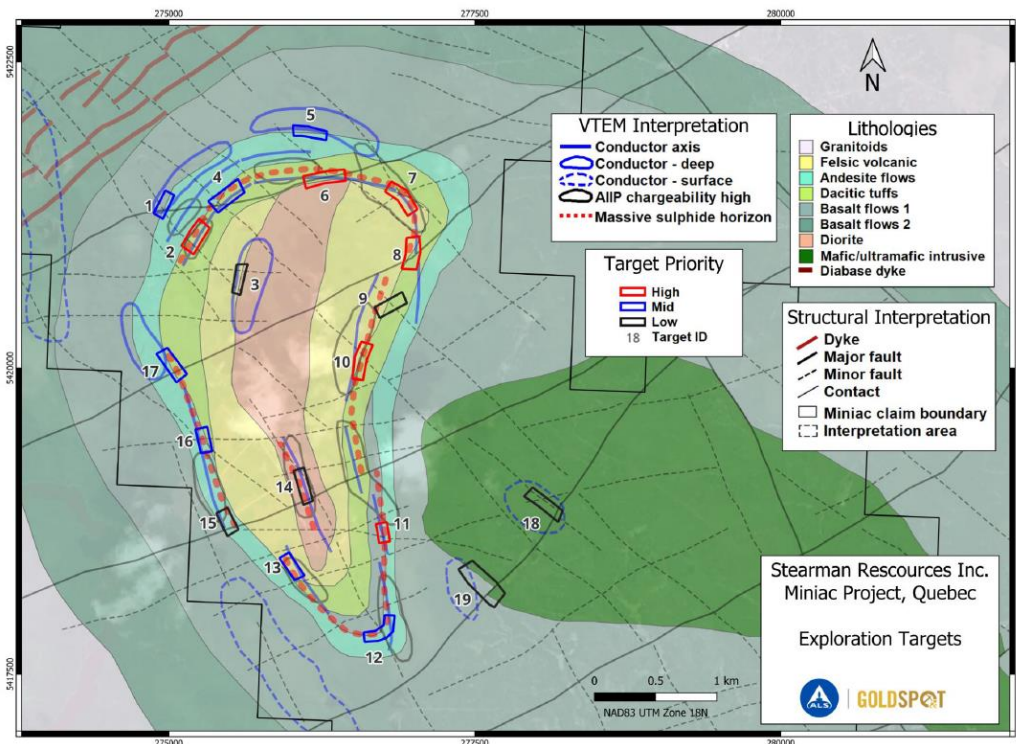 275000
277500
280000
5422500
5420000
5417500
N
VTEM Interpretation
Conductor axis
Conductor - deep
Conductor - surface
AIIP chargeability high
Massive sulphide horizon
Lithologies
Granitoids
Felsic volcanic
Andesite flows
Dacitic tuffs
Basalt flows 1
Basalt flows 2
Diorite
Mafic/ultramafic intrusive
Diabase dyke
Target Priority
High
Mid
Low
18 Target ID
Structural Interpretation
Dyke
Major fault
Minor fault
Contact
Miniac claim boundary
Interpretation area
5
4
1
6
7
2
8
3
9
10
17
16
14
15
11
18
13
19
12
Stearman Rescources Inc.
Miniac Project, Quebec
Exploration Targets
ALS
GOLDSPOT
0 0.5 1 km
NAD83 UTM Zone 18N
275000
277500
280000